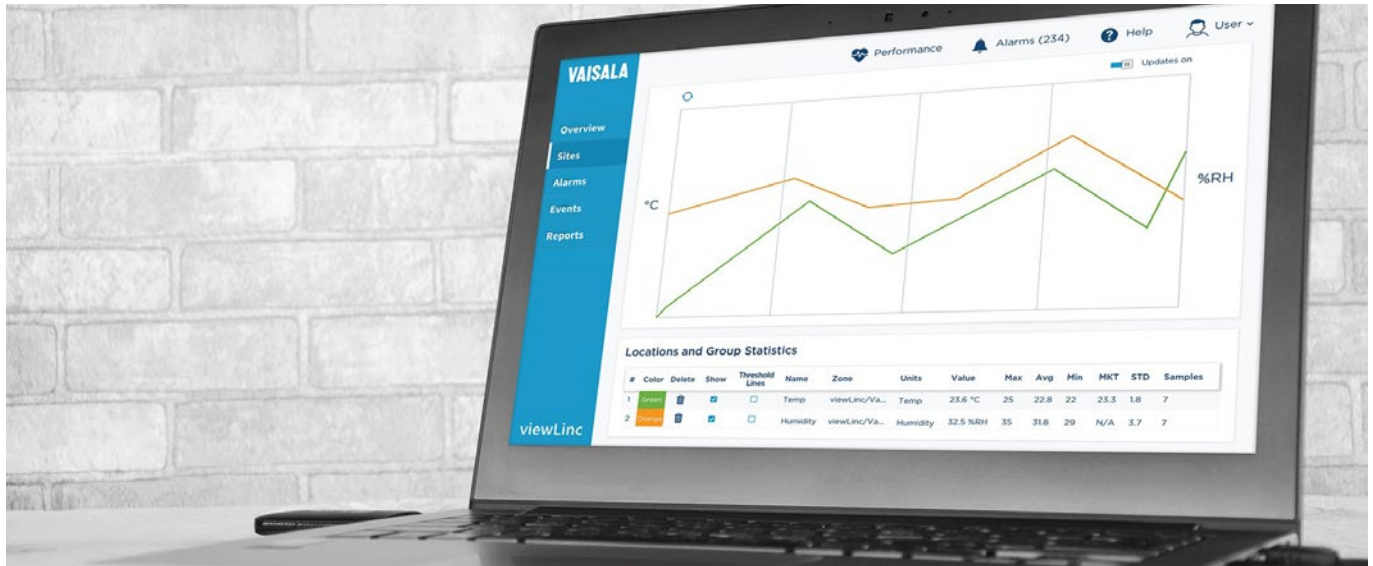 VAISALA
Performance
Alarms (234)
Help
User
Updates on
Overview
Sites
Alarms
Events
Reports
°C
%RH
Locations and Group Statistics
# Color Delete Show Threshold Lines Name Zone Units Value Max Avg Min MKT STD Samples
1 Green Temp viewLinc/Va... Temp 23.6 °C 25 22.8 22 23.3 1.8 7
2 Orange Humidity viewLinc/Va... Humidity 32.5 %RH 35 31.8 29 N/A 3.7 7
viewLinc